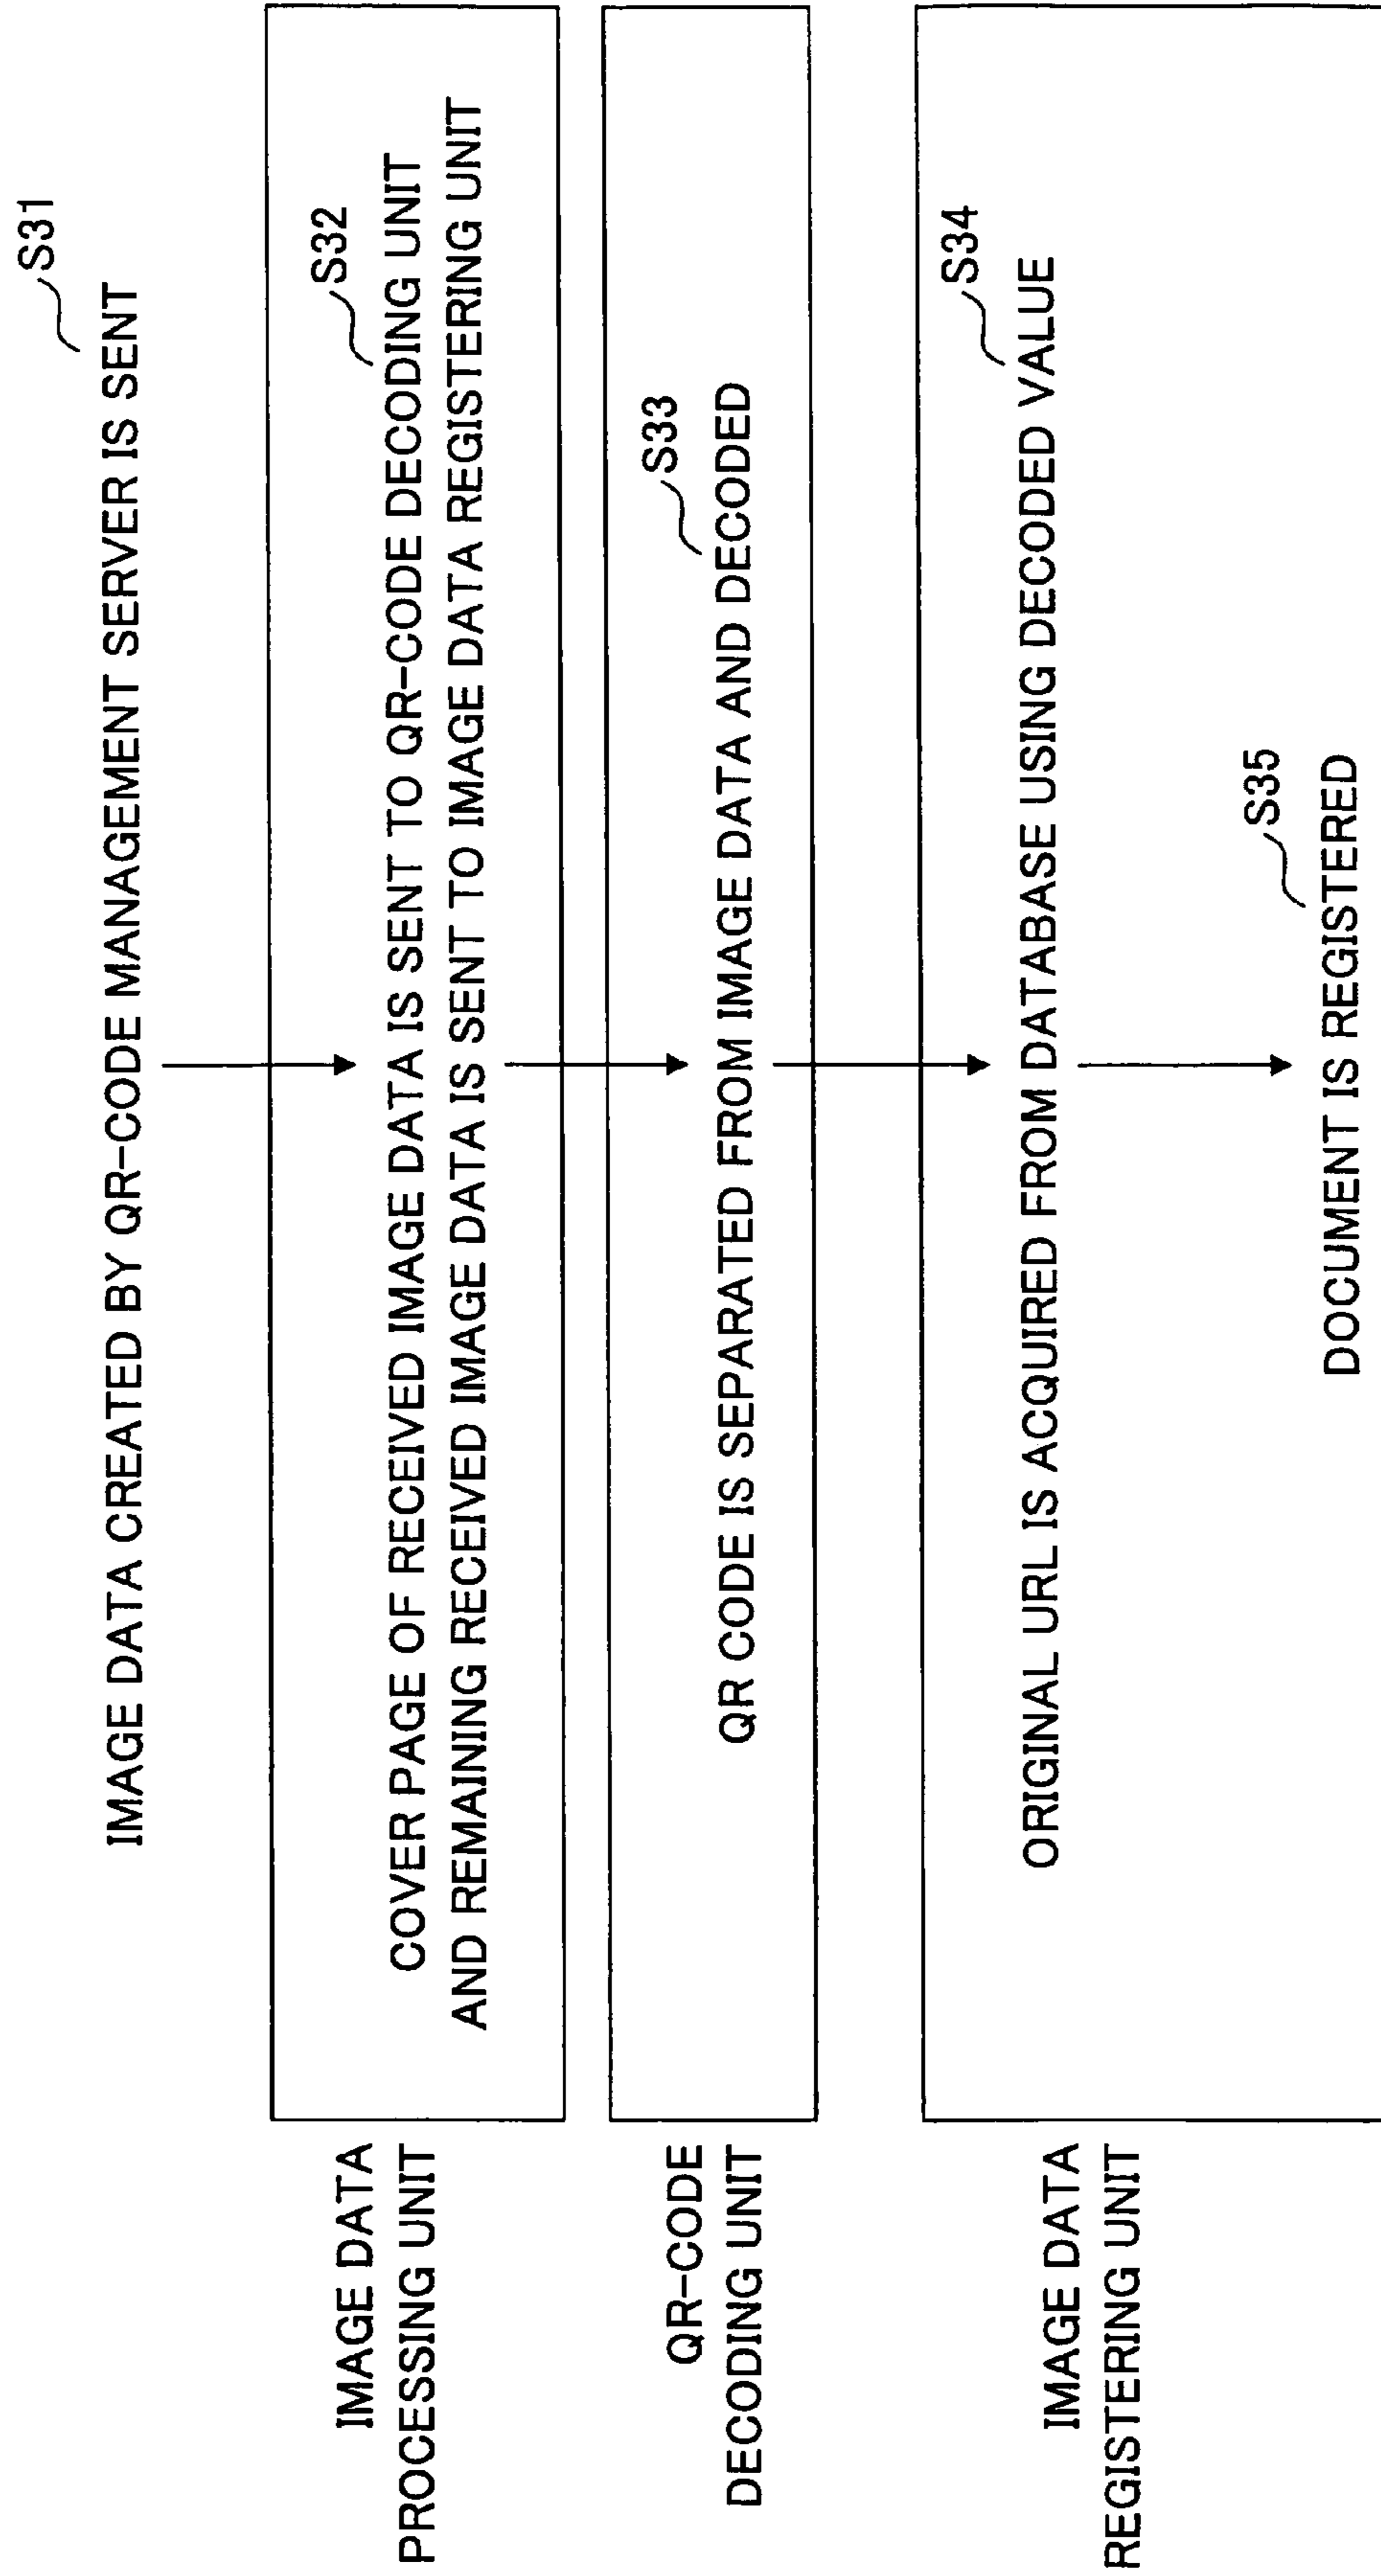 S31
IMAGE DATA CREATED BY QR-CODE MANAGEMENT SERVER IS SENT
IMAGE DATA
PROCESSING UNIT
S32
COVER PAGE OF RECEIVED IMAGE DATA IS SENT TO QR-CODE DECODING UNIT
AND REMAINING RECEIVED IMAGE DATA IS SENT TO IMAGE DATA REGISTERING UNIT
QR-CODE
DECODING UNIT
S33
QR CODE IS SEPARATED FROM IMAGE DATA AND DECODED
IMAGE DATA
REGISTERING UNIT
S34
ORIGINAL URL IS ACQUIRED FROM DATABASE USING DECODED VALUE
S35
DOCUMENT IS REGISTERED